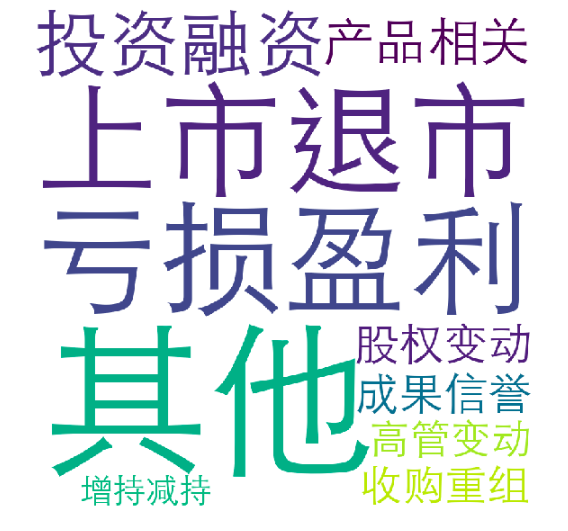 投资融资
产品相关
上市退市
亏损盈利
其他
股权变动
成果信誉
高管变动
收购重组
增持减持